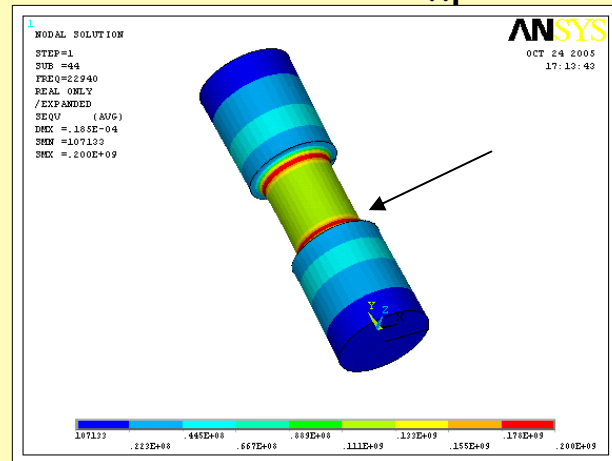 1
NODAL SOLUTION
STEP=1
SUB =44
FREQ=22940
REAL ONLY
/EXPANDED
SEQV (AVG)
DMX =.185E-04
SMN =107133
SMX =.200E+09
ANSYS
OCT 24 2005
17:13:43
Y
Z
107133 .445E+08 .889E+08 .133E+09 .178E+09
.223E+08 .667E+08 .111E+09 .155E+09 .200E+09